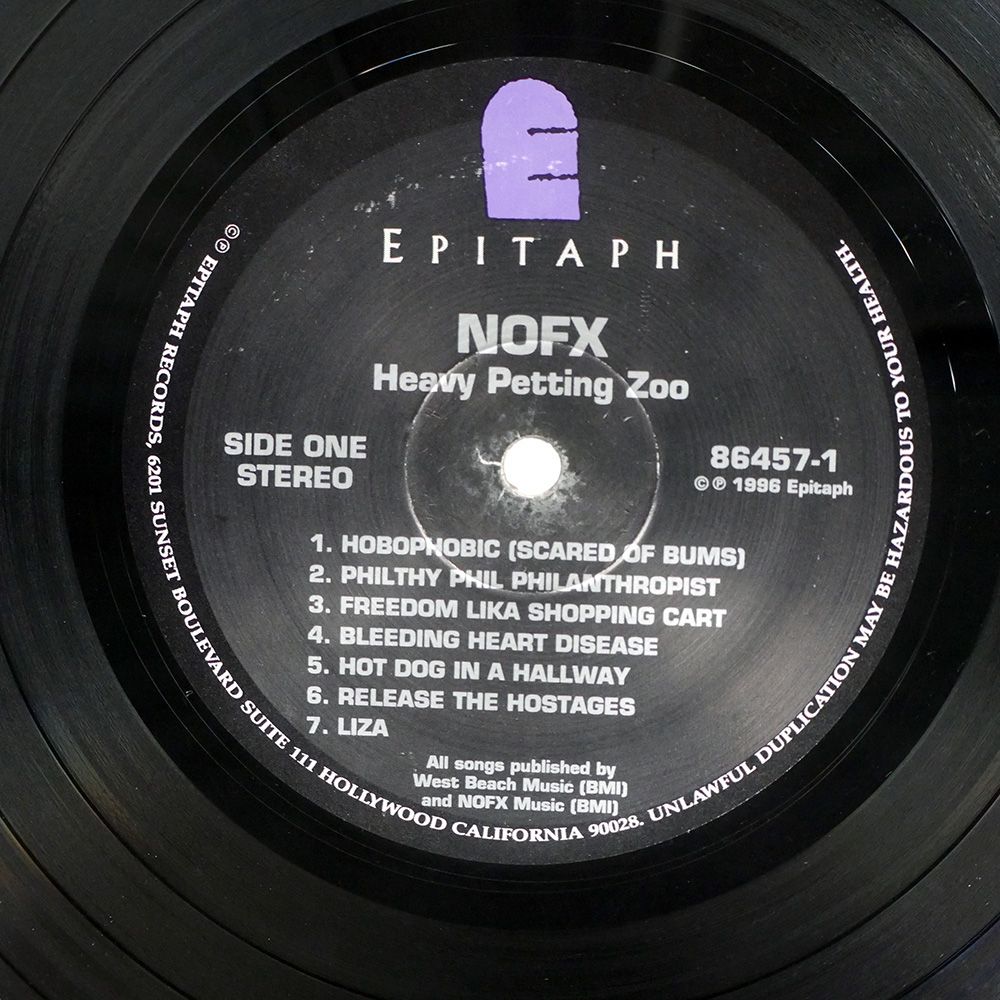 EPITAPH
NOFX
Heavy Petting Zoo
SIDE ONE
STEREO
86457-1
© ℗ 1996 Epitaph
1. HOBOPHOBIC (SCARED OF BUMS)
2. PHILTHY PHIL PHILANTHROPIST
3. FREEDOM LIKA SHOPPING CART
4. BLEEDING HEART DISEASE
5. HOT DOG IN A HALLWAY
6. RELEASE THE HOSTAGES
7. LIZA
All songs published by
West Beach Music (BMI)
and NOFX Music (BMI)
© ℗ EPITAPH RECORDS, 6201 SUNSET BOULEVARD SUITE 111 HOLLYWOOD CALIFORNIA 90028. UNLAWFUL DUPLICATION MAY BE HAZARDOUS TO YOUR HEALTH.